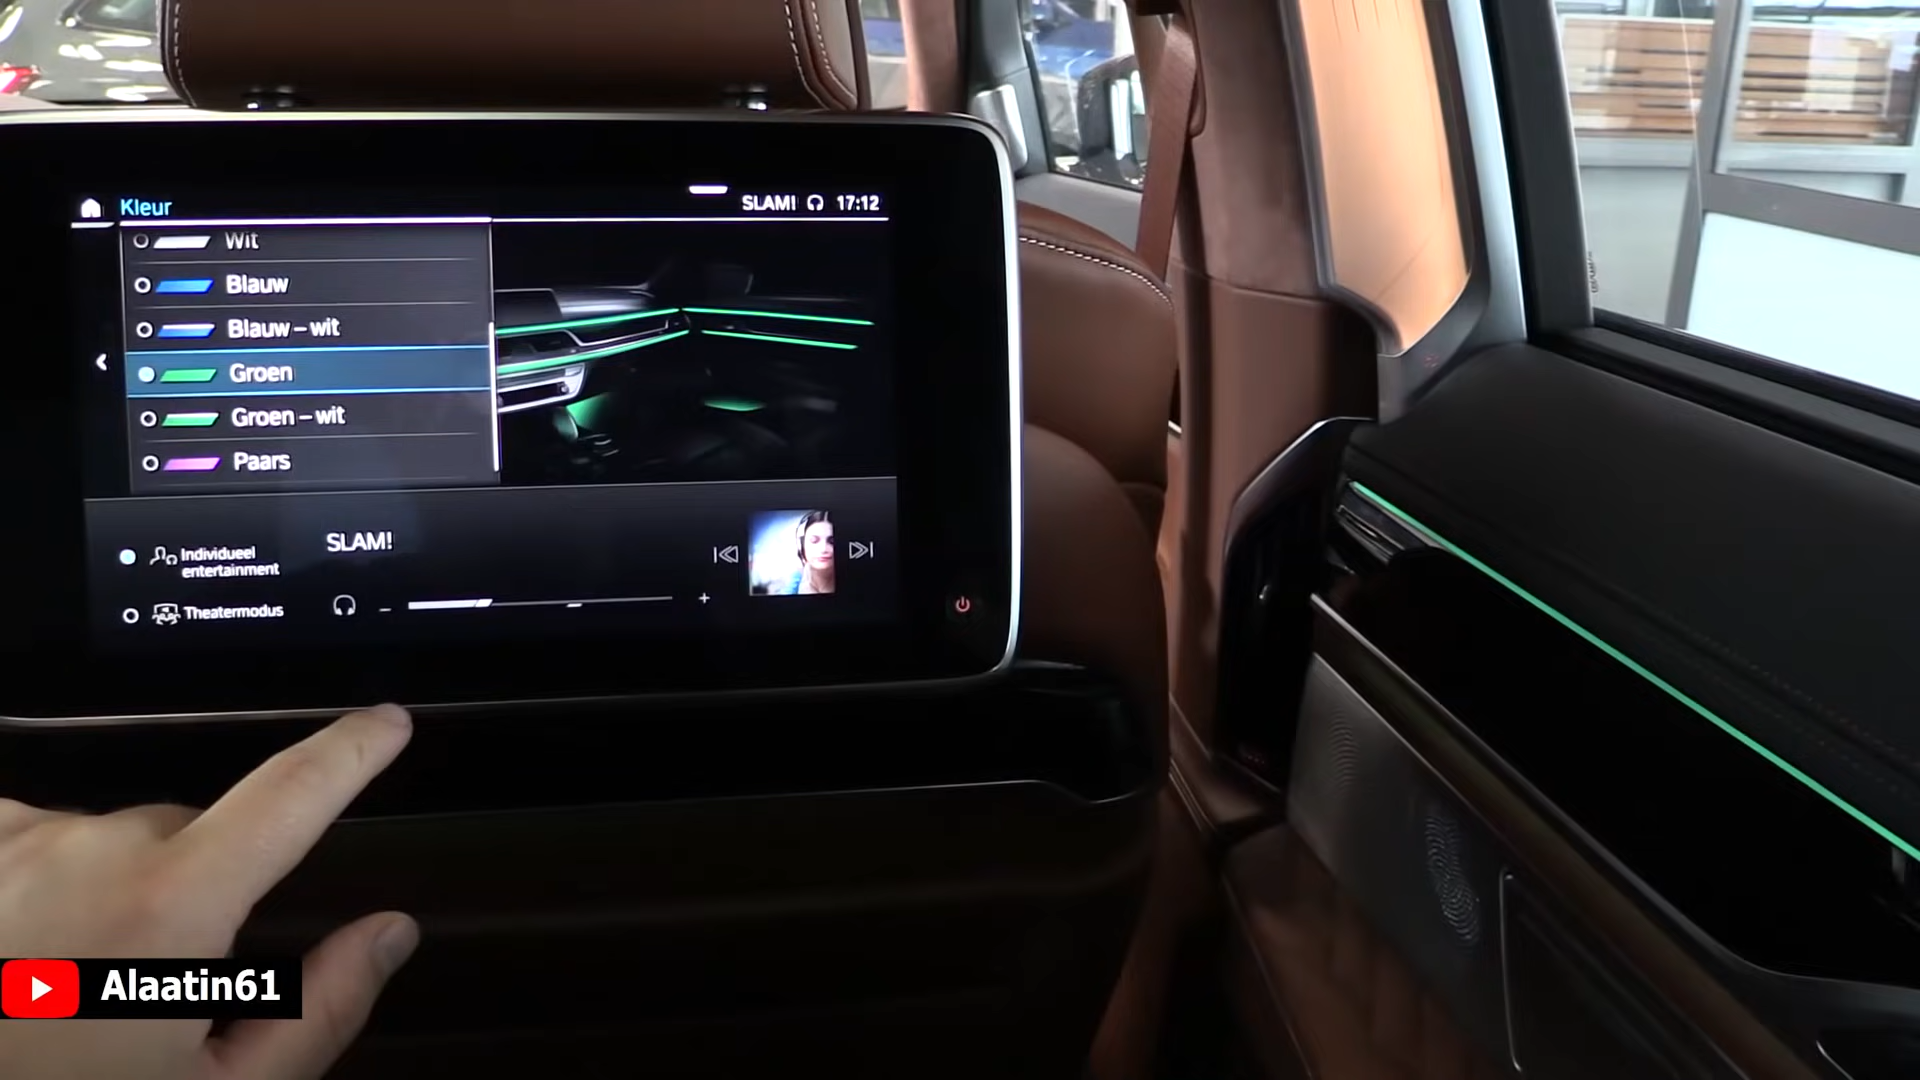 Kleur
SLAM! 17:12
Wit
Blauw
Blauw – wit
Groen
Groen – wit
Paars
Individueel
entertainment
SLAM!
Theatermodus
– +
Alaatin61